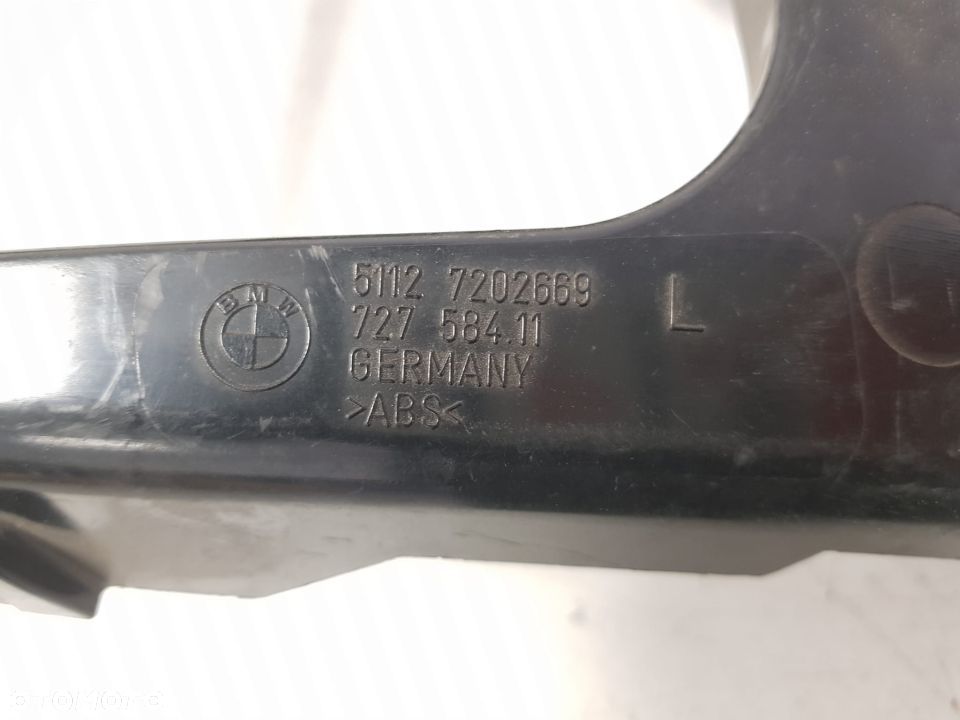 BMW
5112 7202669
727 584.11
GERMANY
>ABS<
L